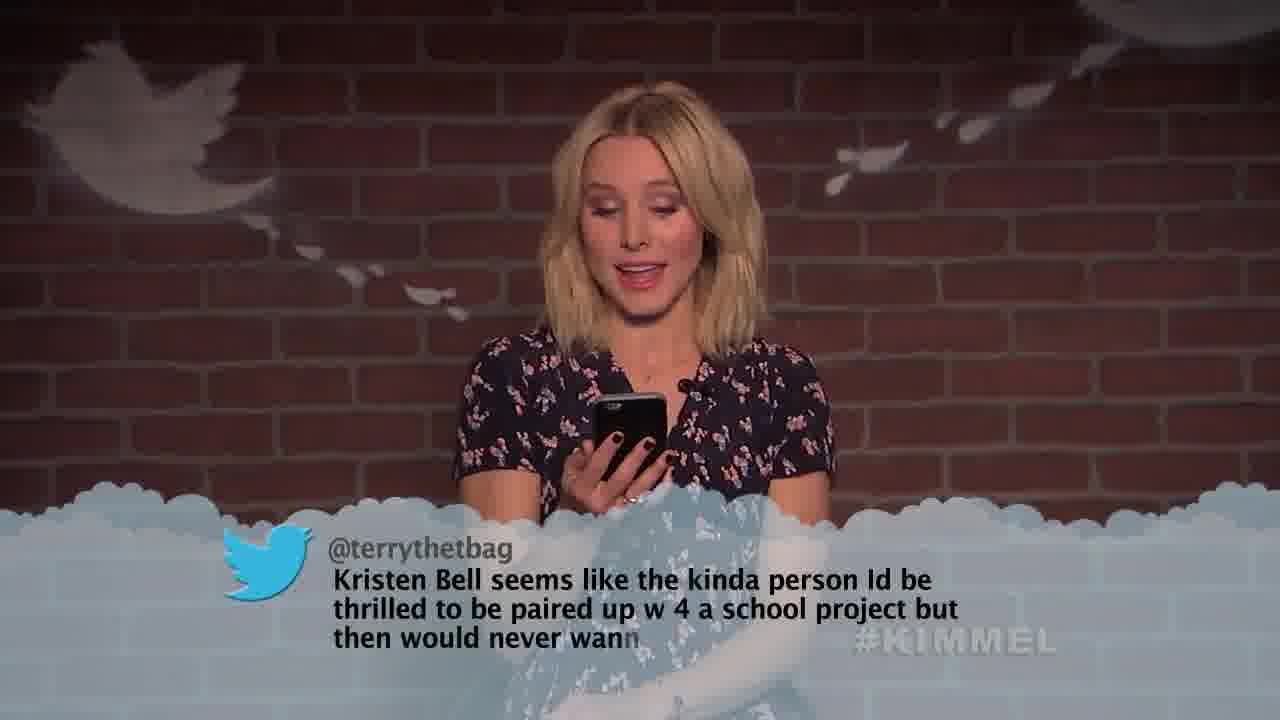 @terrythetbag
Kristen Bell seems like the kinda person Id be
thrilled to be paired up w 4 a school project but
then would never wann
#KIMMEL